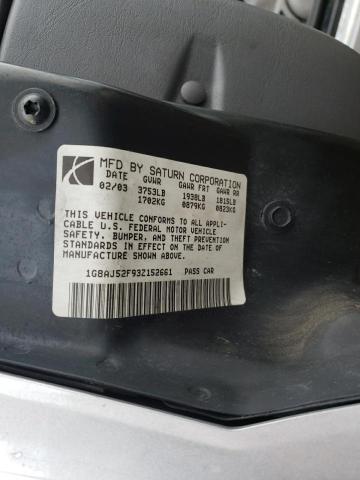 MFD BY SATURN CORPORATION
DATE GVWR GAWR FRT GAWR RR
02/03 3753LB 1938LB 1815LB
1702KG 0879KG 0823KG
THIS VEHICLE CONFORMS TO ALL APPLI-
CABLE U.S. FEDERAL MOTOR VEHICLE
SAFETY, BUMPER, AND THEFT PREVENTION
STANDARDS IN EFFECT ON THE DATE OF
MANUFACTURE SHOWN ABOVE.
1G8AJ52F93Z152661 PASS CAR